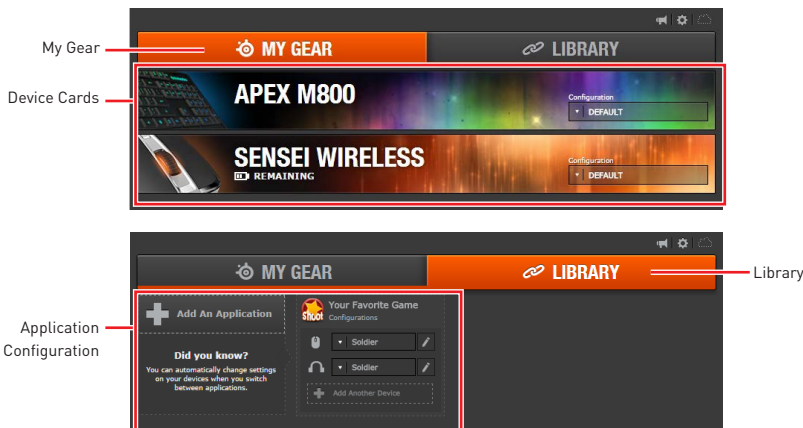 My Gear
MY GEAR
LIBRARY
Device Cards
APEX M800
Configuration
DEFAULT
SENSEI WIRELESS
REMAINING
Configuration
DEFAULT
MY GEAR
LIBRARY
Library
Application
Configuration
Add An Application
Did you know?
You can automatically change settings
on your devices when you switch
between applications.
Shoot
Your Favorite Game
Configurations
Soldier
Soldier
Add Another Device